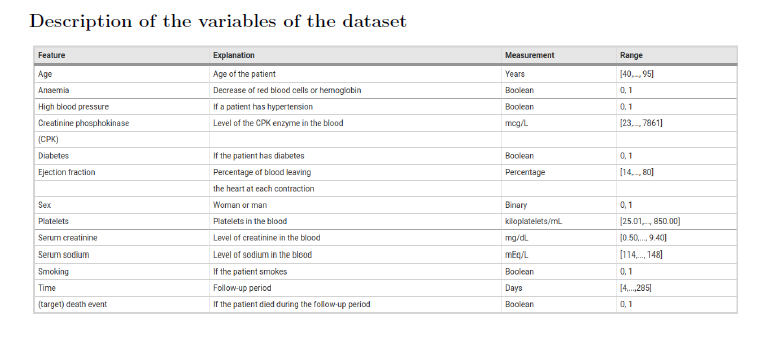 Description of the variables of the dataset
Feature Explanation Measurement Range
Age Age of the patient Years [40,..., 95]
Anaemia Decrease of red blood cells or hemoglobin Boolean 0, 1
High blood pressure If a patient has hypertension Boolean 0, 1
Creatinine phosphokinase Level of the CPK enzyme in the blood mcg/L [23,..., 7861]
(CPK)
Diabetes If the patient has diabetes Boolean 0, 1
Ejection fraction Percentage of blood leaving Percentage [14,..., 80]
the heart at each contraction
Sex Woman or man Binary 0, 1
Platelets Platelets in the blood kiloplatelets/mL [25.01,..., 850.00]
Serum creatinine Level of creatinine in the blood mg/dL [0.50,..., 9.40]
Serum sodium Level of sodium in the blood mEq/L [114,..., 148]
Smoking If the patient smokes Boolean 0, 1
Time Follow-up period Days [4,...,285]
(target) death event If the patient died during the follow-up period Boolean 0, 1